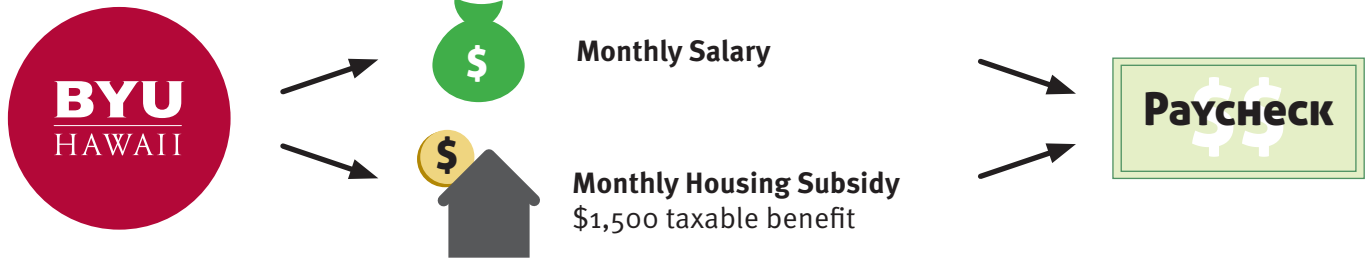 BYU
HAWAII
$
Monthly Salary
$
Monthly Housing Subsidy
$1,500 taxable benefit
$$
Paycheck